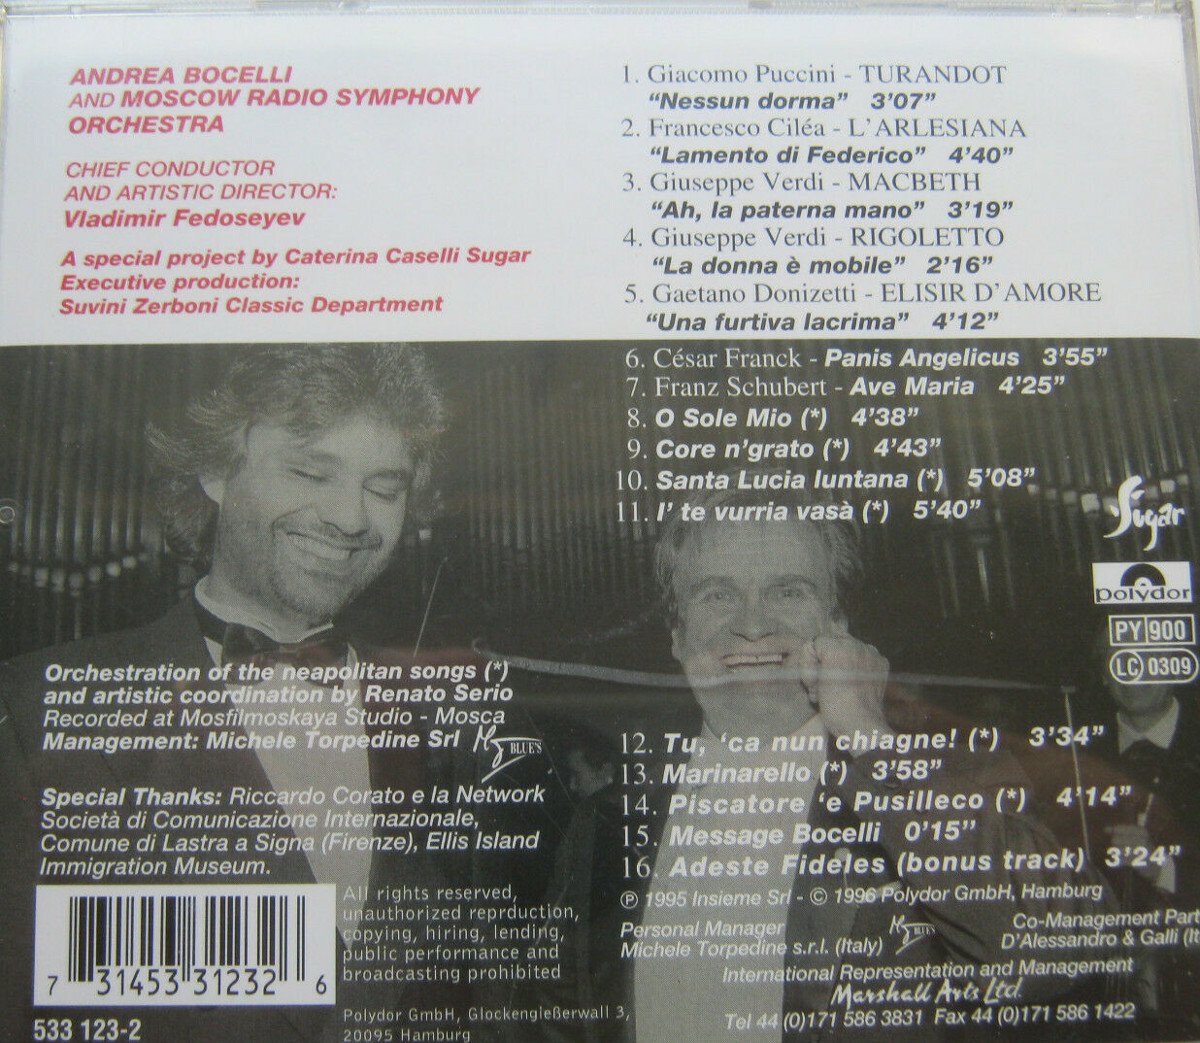 ANDREA BOCELLI
AND MOSCOW RADIO SYMPHONY
ORCHESTRA
CHIEF CONDUCTOR
AND ARTISTIC DIRECTOR:
Vladimir Fedoseyev
A special project by Caterina Caselli Sugar
Executive production:
Suvini Zerboni Classic Department
1. Giacomo Puccini - TURANDOT
“Nessun dorma” 3’07”
2. Francesco Ciléa - L’ARLESIANA
“Lamento di Federico” 4’40”
3. Giuseppe Verdi - MACBETH
“Ah, la paterna mano” 3’19”
4. Giuseppe Verdi - RIGOLETTO
“La donna è mobile” 2’16”
5. Gaetano Donizetti - ELISIR D’AMORE
“Una furtiva lacrima” 4’12”
6. César Franck - Panis Angelicus 3’55”
7. Franz Schubert - Ave Maria 4’25”
8. O Sole Mio (*) 4’38”
9. Core n’grato (*) 4’43”
10. Santa Lucia luntana (*) 5’08”
11. I’ te vurria vasà (*) 5’40”
Sugar
polydor
PY 900
LC 0309
Orchestration of the neapolitan songs (*)
and artistic coordination by Renato Serio
Recorded at Mosfilmoskaya Studio - Mosca
Management: Michele Torpedine Srl
BLUE'S
Special Thanks: Riccardo Corato e la Network
Società di Comunicazione Internazionale,
Comune di Lastra a Signa (Firenze), Ellis Island
Immigration Museum.
12. Tu, ‘ca nun chiagne! (*) 3’34”
13. Marinarello (*) 3’58”
14. Piscatore ‘e Pusilleco (*) 4’14”
15. Message Bocelli 0’15”
16. Adeste Fideles (bonus track) 3’24”
℗ 1995 Insieme Srl - © 1996 Polydor GmbH, Hamburg
Personal Manager
Michele Torpedine s.r.l. (Italy)
BLUE'S
Co-Management Part
D’Alessandro & Galli (It
International Representation and Management
Marshall Arts Ltd.
Tel 44 (0)171 586 3831 Fax 44 (0)171 586 1422
7 31453 31232 6
533 123-2
All rights reserved,
unauthorized reprduction,
copying, hiring, lending,
public performance and
broadcasting prohibited
Polydor GmbH, Glockengießerwall 3,
20095 Hamburg